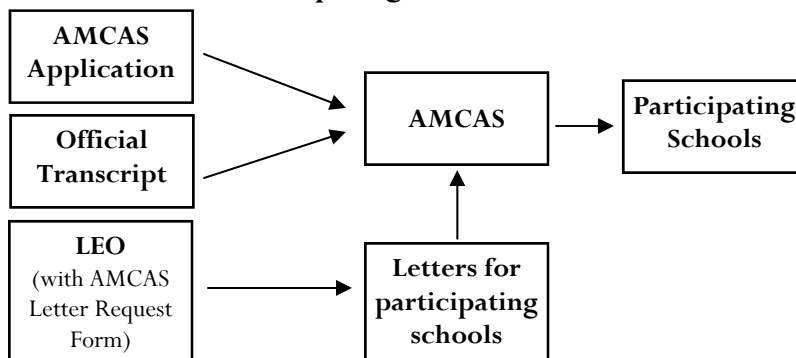 AMCAS
Application
Official
Transcript
LEO
(with AMCAS
Letter Request
Form)
AMCAS
Letters for
participating
schools
Participating
Schools